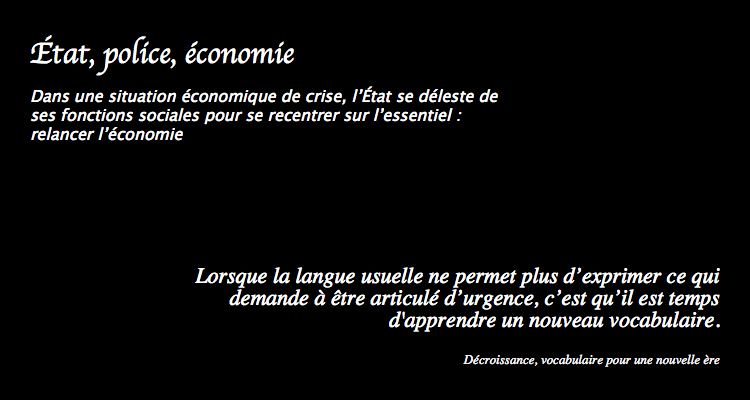 État, police, économie
Dans une situation économique de crise, l’État se déleste de
ses fonctions sociales pour se recentrer sur l’essentiel :
relancer l’économie
Lorsque la langue usuelle ne permet plus d’exprimer ce qui
demande à être articulé d’urgence, c’est qu’il est temps
d'apprendre un nouveau vocabulaire.
Décroissance, vocabulaire pour une nouvelle ère